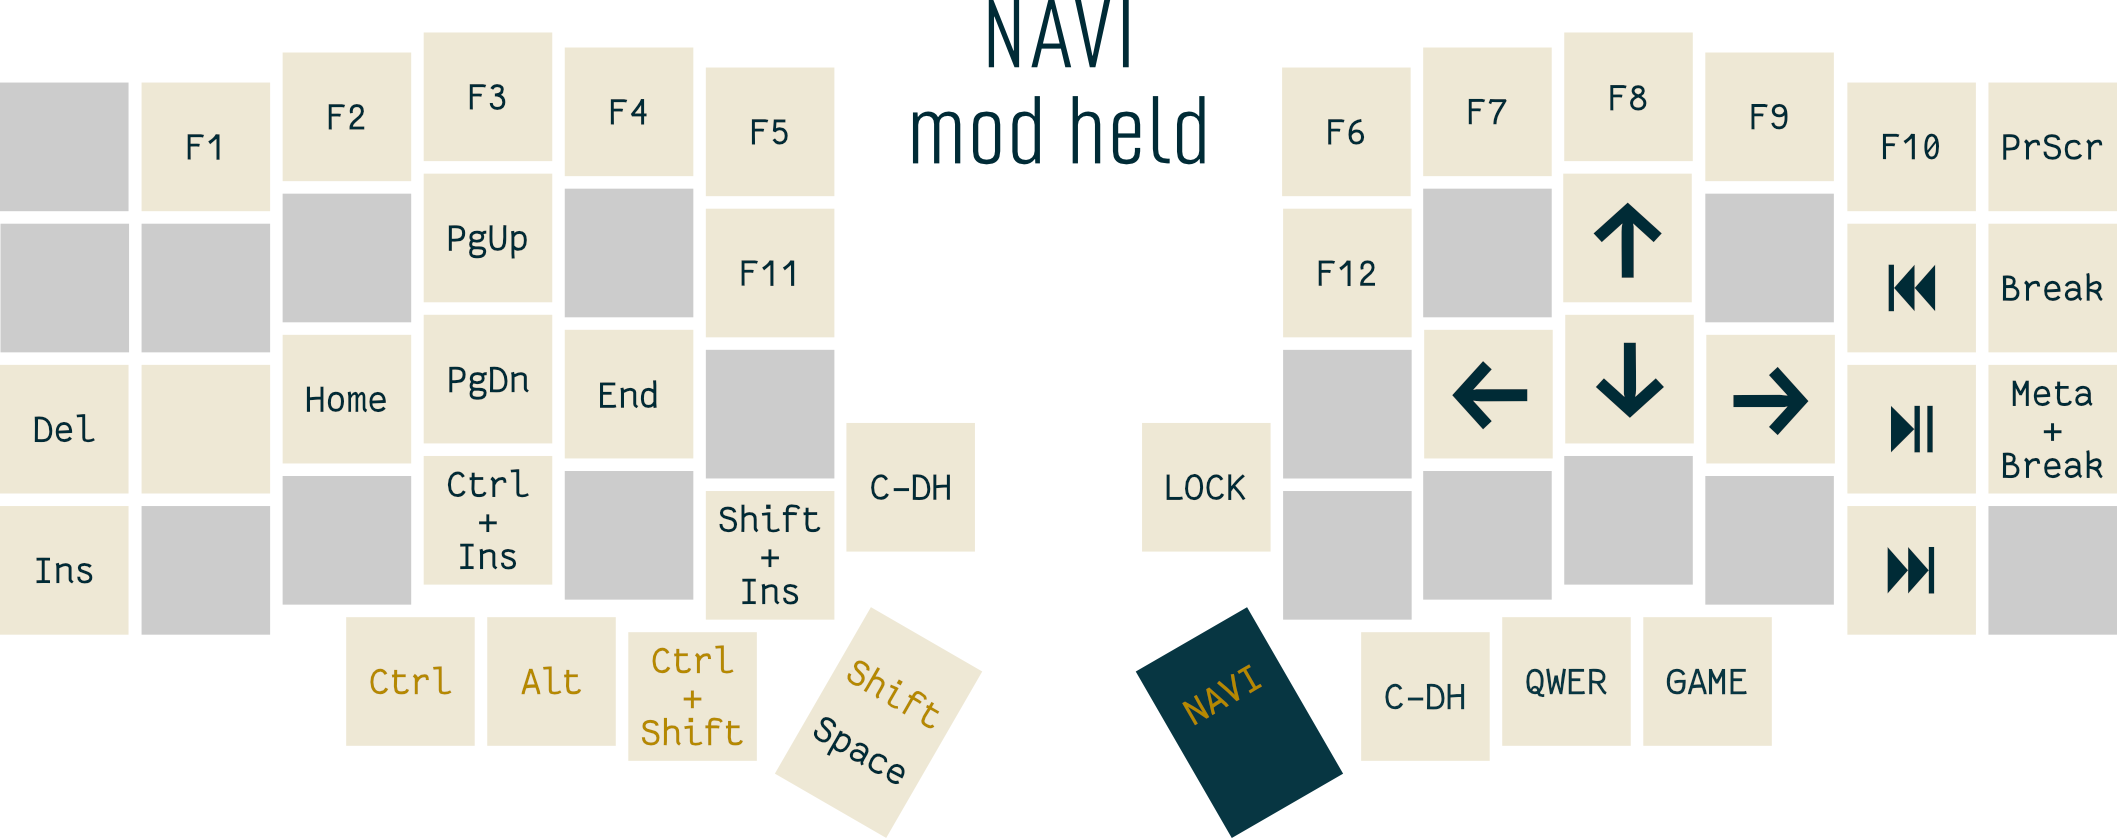 NAVI
mod held
F1
F2
F3
F4
F5
F6
F7
F8
F9
F10
PrScr
PgUp
F11
F12
Break
Del
Home
PgDn
End
Meta
+
Break
Ins
Ctrl
+
Ins
Shift
+
Ins
C-DH
LOCK
Ctrl
Alt
Ctrl
+
Shift
Shift
Space
NAVI
C-DH
QWER
GAME